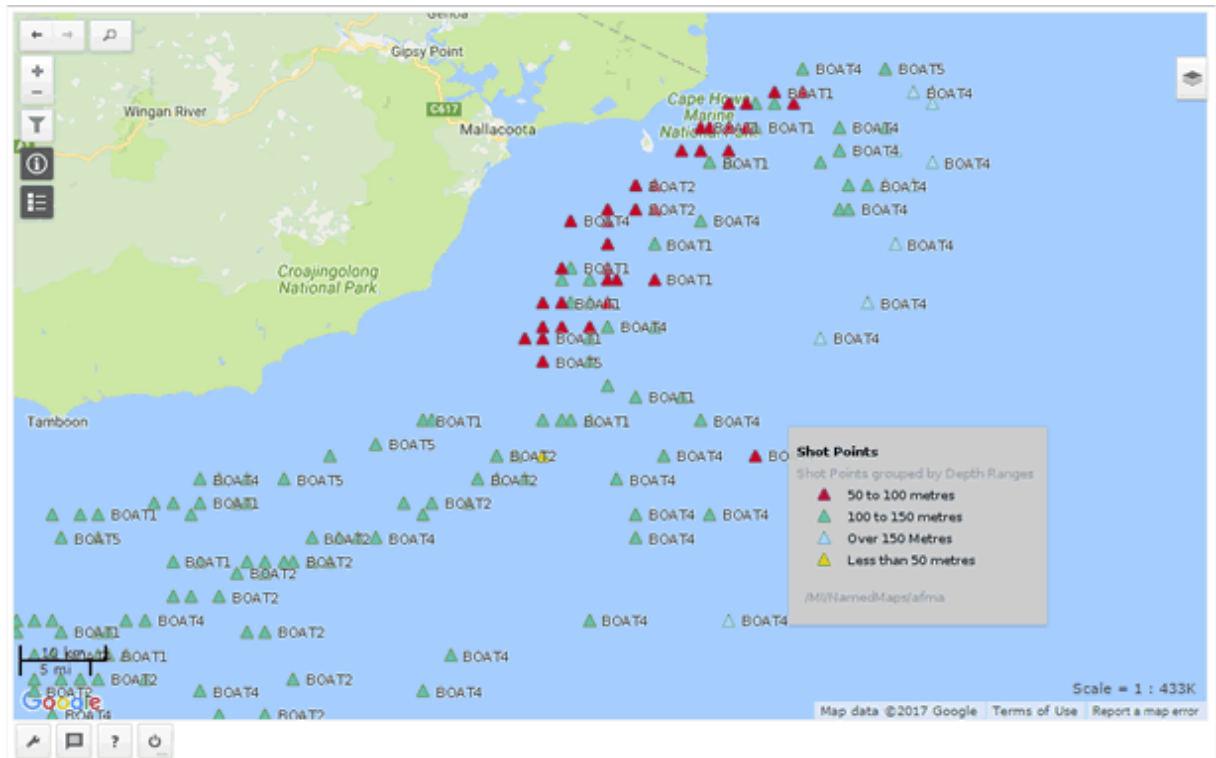 Genoa
Gipsy Point
BOAT4 BOAT5
Cape Howe
Marine
BOAT1
BOAT4
Wingan River
C617
Mallacoota
BOAT1
BOAT4
BOAT4
BOAT1
BOAT4
BOAT2
BOAT4
BOAT2
BOAT4
BOAT4
BOAT4
BOAT1
BOAT4
Croajingolong
National Park
BOAT1
BOAT1
BOAT1
BOAT4
BOAT4
BOAT1
BOAT4
BOAT5
BOAT1
Tamboon
BOAT1
BOAT1
BOAT4
BOAT5
BOAT2
BOAT4
Shot Points
Shot Points grouped by Depth Ranges
50 to 100 metres
100 to 150 metres
Over 150 Metres
Less than 50 metres
/MI/NamedMaps/afma
BOAT4
BOAT5
BOAT2
BOAT4
BOAT1
BOAT2
BOAT1
BOAT4
BOAT4
BOAT5
BOAT2
BOAT4
BOAT4
BOAT1
BOAT2
BOAT2
BOAT2
BOAT4
BOAT4
BOAT4
BOAT1
BOAT2
10 km
BOAT1
BOAT4
5 mi
BOAT2
BOAT2
BOAT2
BOAT4
BOAT4
Google
BOAT4
BOAT2
Scale = 1 : 433K
Map data ©2017 Google Terms of Use Report a map error